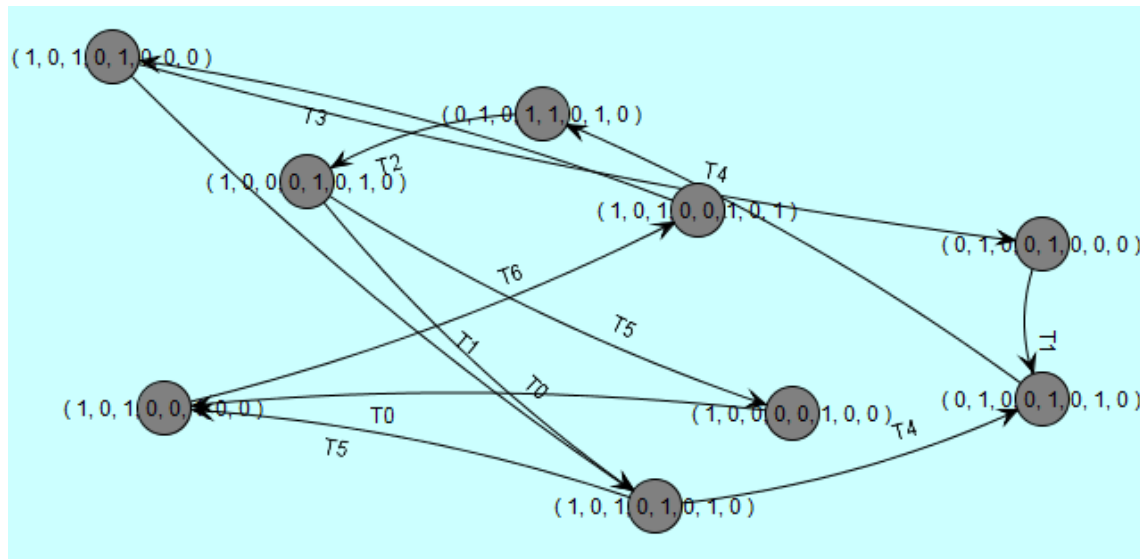 ( 1, 0, 1, 0, 1, 0, 0, 0 )
T3
( 0, 1, 0, 1, 1, 0, 1, 0 )
T2
T4
( 1, 0, 0, 0, 1, 0, 1, 0 )
( 1, 0, 1, 0, 0, 1, 0, 1 )
( 0, 1, 0, 0, 1, 0, 0, 0 )
T6
T5
T1
T1
T0
( 1, 0, 1, 0, 0, 1, 0, 0 )
T0
( 1, 0, 0, 0, 0, 1, 0, 0 )
( 0, 1, 0, 0, 1, 0, 1, 0 )
T5
T4
( 1, 0, 1, 0, 1, 0, 1, 0 )